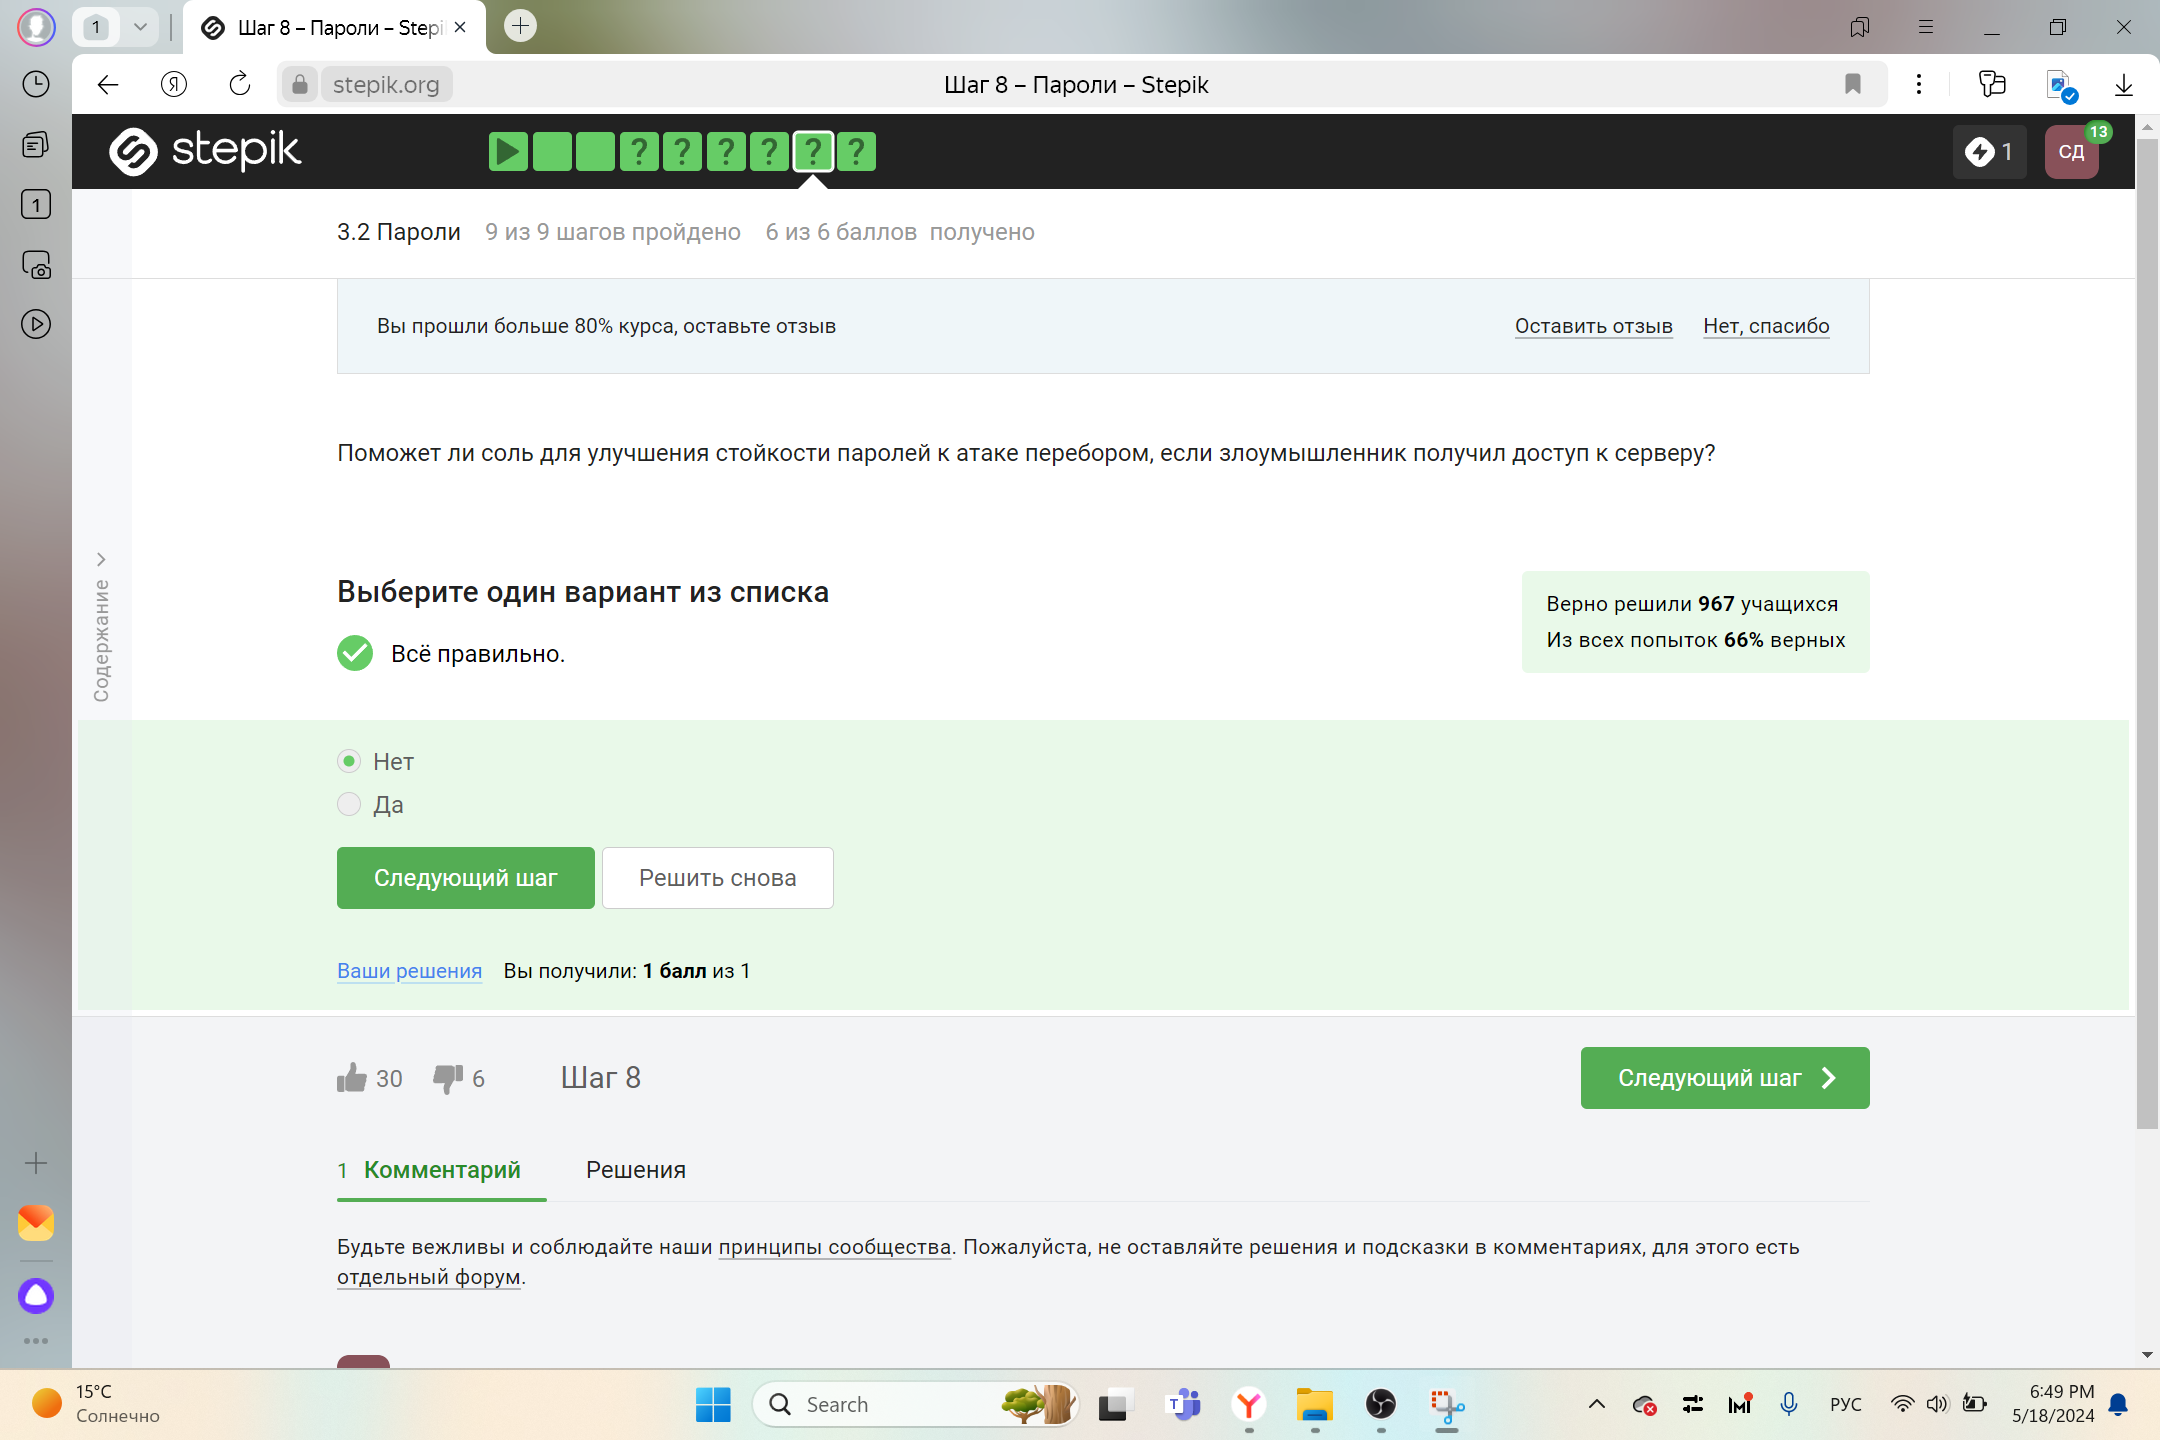 1
Шаг 8 – Пароли – Stepi
stepik.org
Шаг 8 – Пароли – Stepik
1
stepik
? ? ? ? ? ?
1
СД
13
3.2 Пароли 9 из 9 шагов пройдено 6 из 6 баллов получено
Вы прошли больше 80% курса, оставьте отзыв
Оставить отзыв Нет, спасибо
Поможет ли соль для улучшения стойкости паролей к атаке перебором, если злоумышленник получил доступ к серверу?
Содержание
Выберите один вариант из списка
Всё правильно.
Верно решили 967 учащихся
Из всех попыток 66% верных
Нет
Да
Следующий шаг Решить снова
Ваши решения Вы получили: 1 балл из 1
30 6 Шаг 8
Следующий шаг
1 Комментарий Решения
Будьте вежливы и соблюдайте наши принципы сообщества. Пожалуйста, не оставляйте решения и подсказки в комментариях, для этого есть
отдельный форум.
15°C
Солнечно
Search
РУС
6:49 PM
5/18/2024